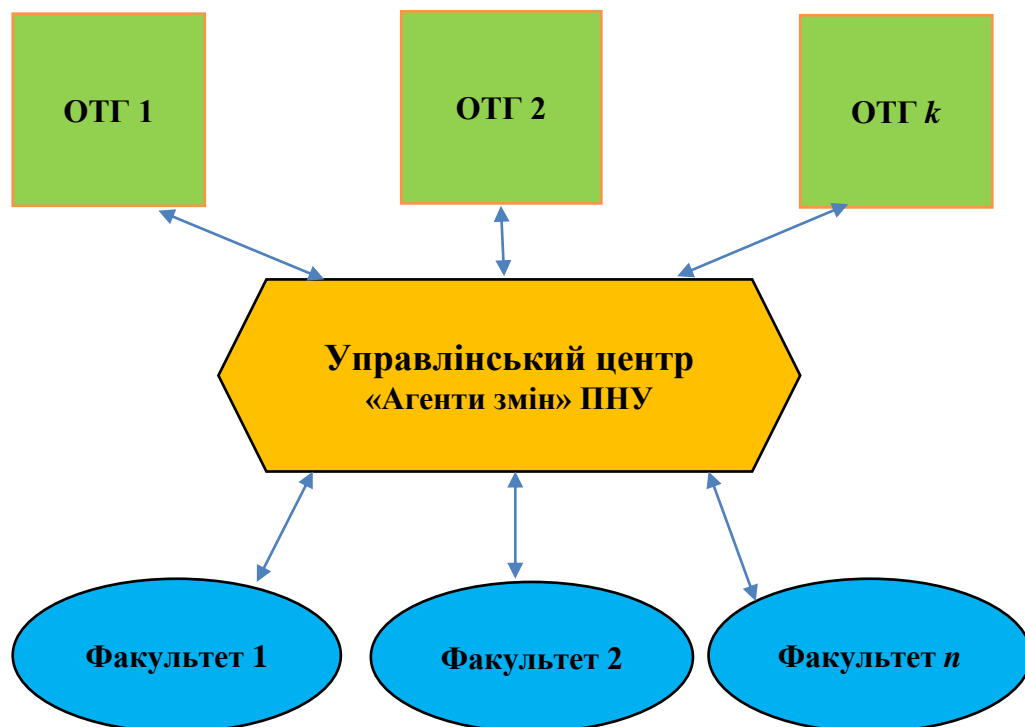 ОТГ 1
ОТГ 2
ОТГ k
Управлінський центр
«Агенти змін» ПНУ
Факультет 1
Факультет 2
Факультет n